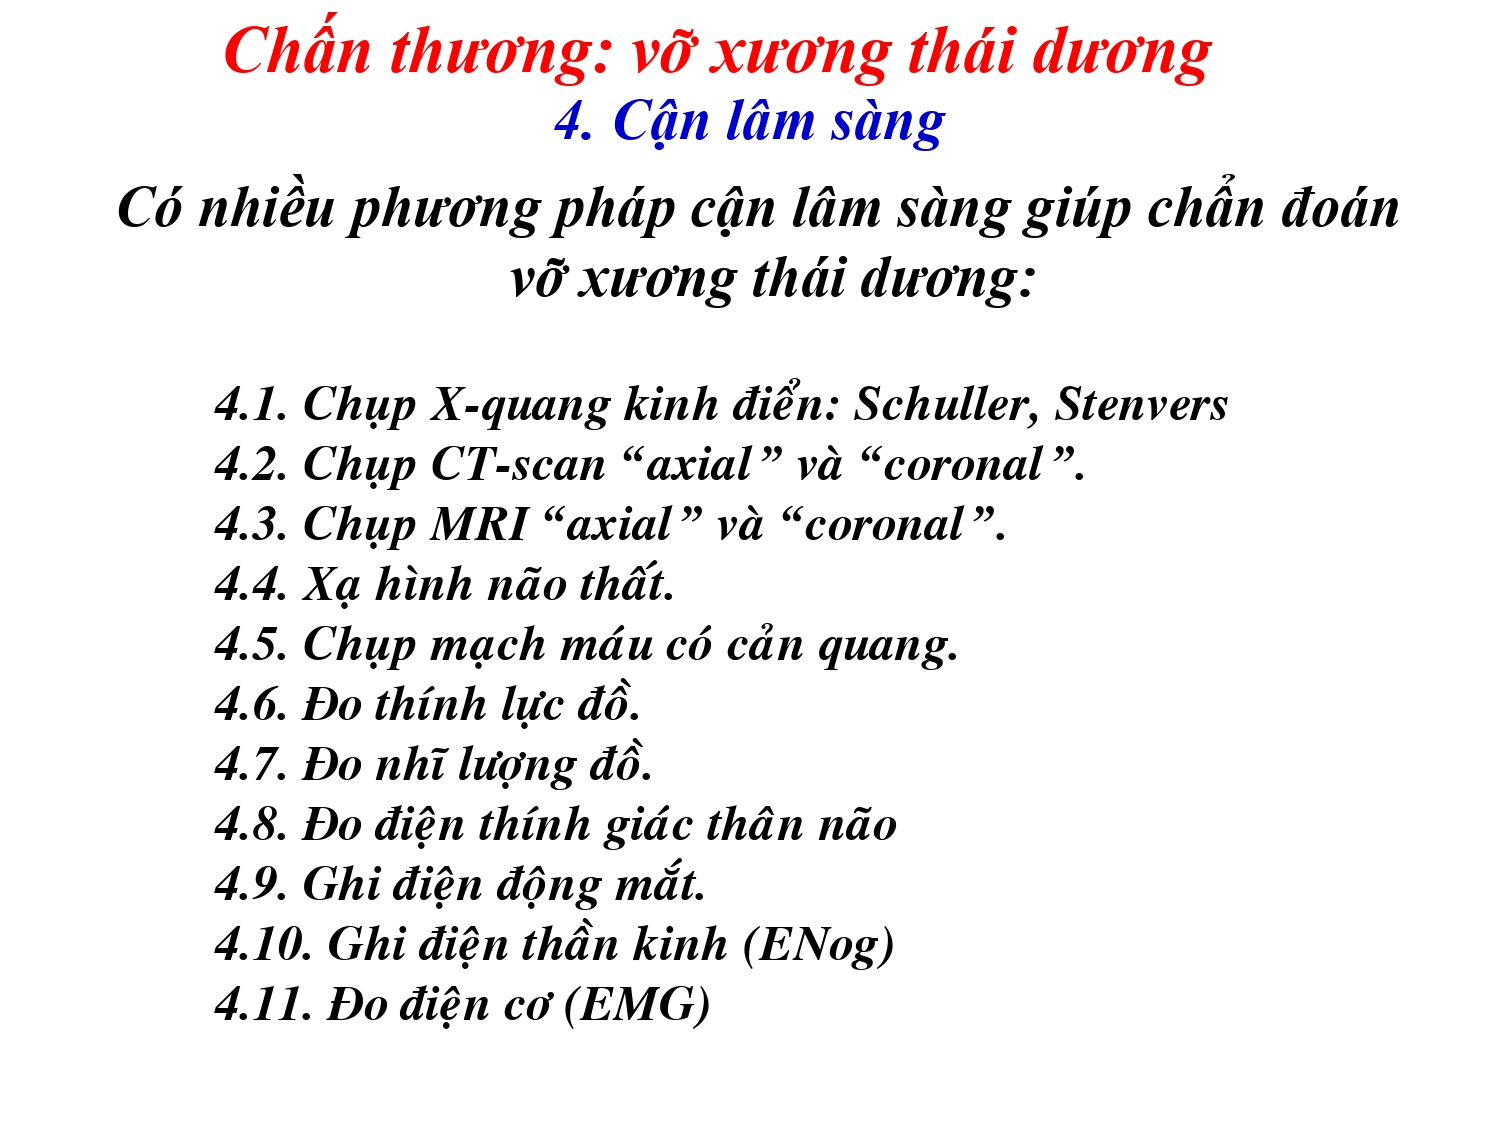 Chấn thương: vỡ xương thái dương
4. Cận lâm sàng
Có nhiều phương pháp cận lâm sàng giúp chẩn đoán
vỡ xương thái dương:
4.1. Chụp X-quang kinh điển: Schuller, Stenvers
4.2. Chụp CT-scan “axial” và “coronal”.
4.3. Chụp MRI “axial” và “coronal”.
4.4. Xạ hình não thất.
4.5. Chụp mạch máu có cản quang.
4.6. Đo thính lực đồ.
4.7. Đo nhĩ lượng đồ.
4.8. Đo điện thính giác thân não
4.9. Ghi điện động mắt.
4.10. Ghi điện thần kinh (ENog)
4.11. Đo điện cơ (EMG)